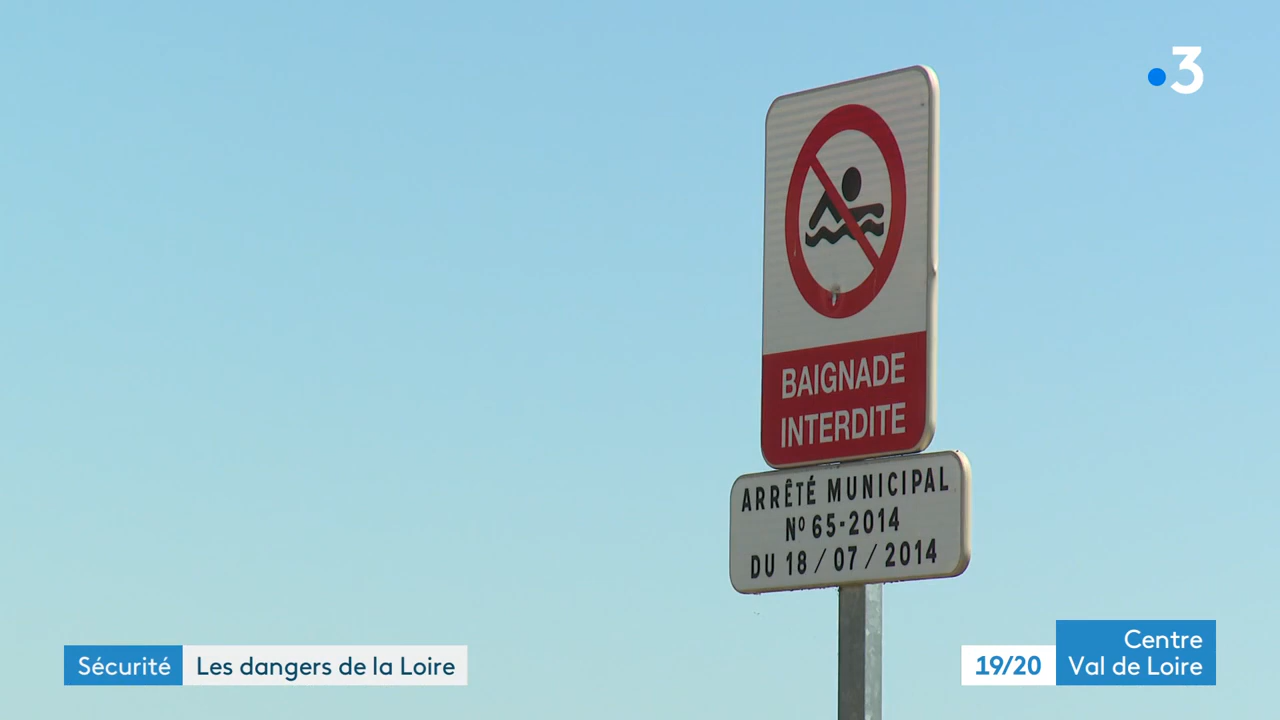 3
BAIGNADE
INTERDITE
ARRÊTÉ MUNICIPAL
Nº 65-2014
DU 18/07/2014
Sécurité Les dangers de la Loire
19/20
Centre
Val de Loire